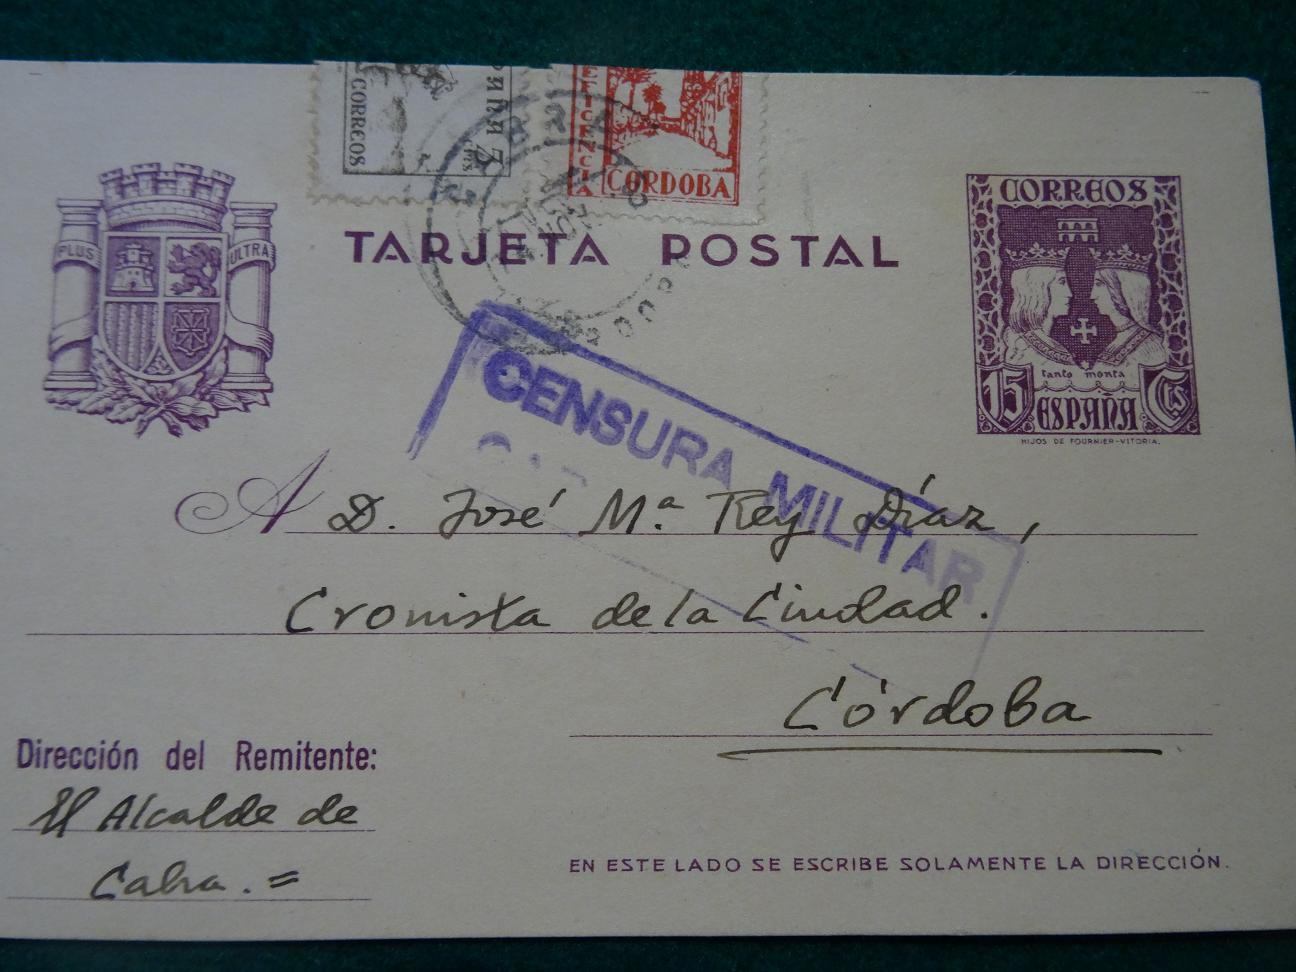 CORREOS
CORDOBA
CORREOS
PLUS ULTRA
TARJETA POSTAL
tanto monta
15 ESPAÑA Cts
HIJOS DE FOURNIER-VITORIA.
CENSURA MILITAR
A D. José Mª Rey Díaz,
Cronista de la Ciudad.
Córdoba
Dirección del Remitente:
El Alcalde de
Cabra. =
EN ESTE LADO SE ESCRIBE SOLAMENTE LA DIRECCIÓN.